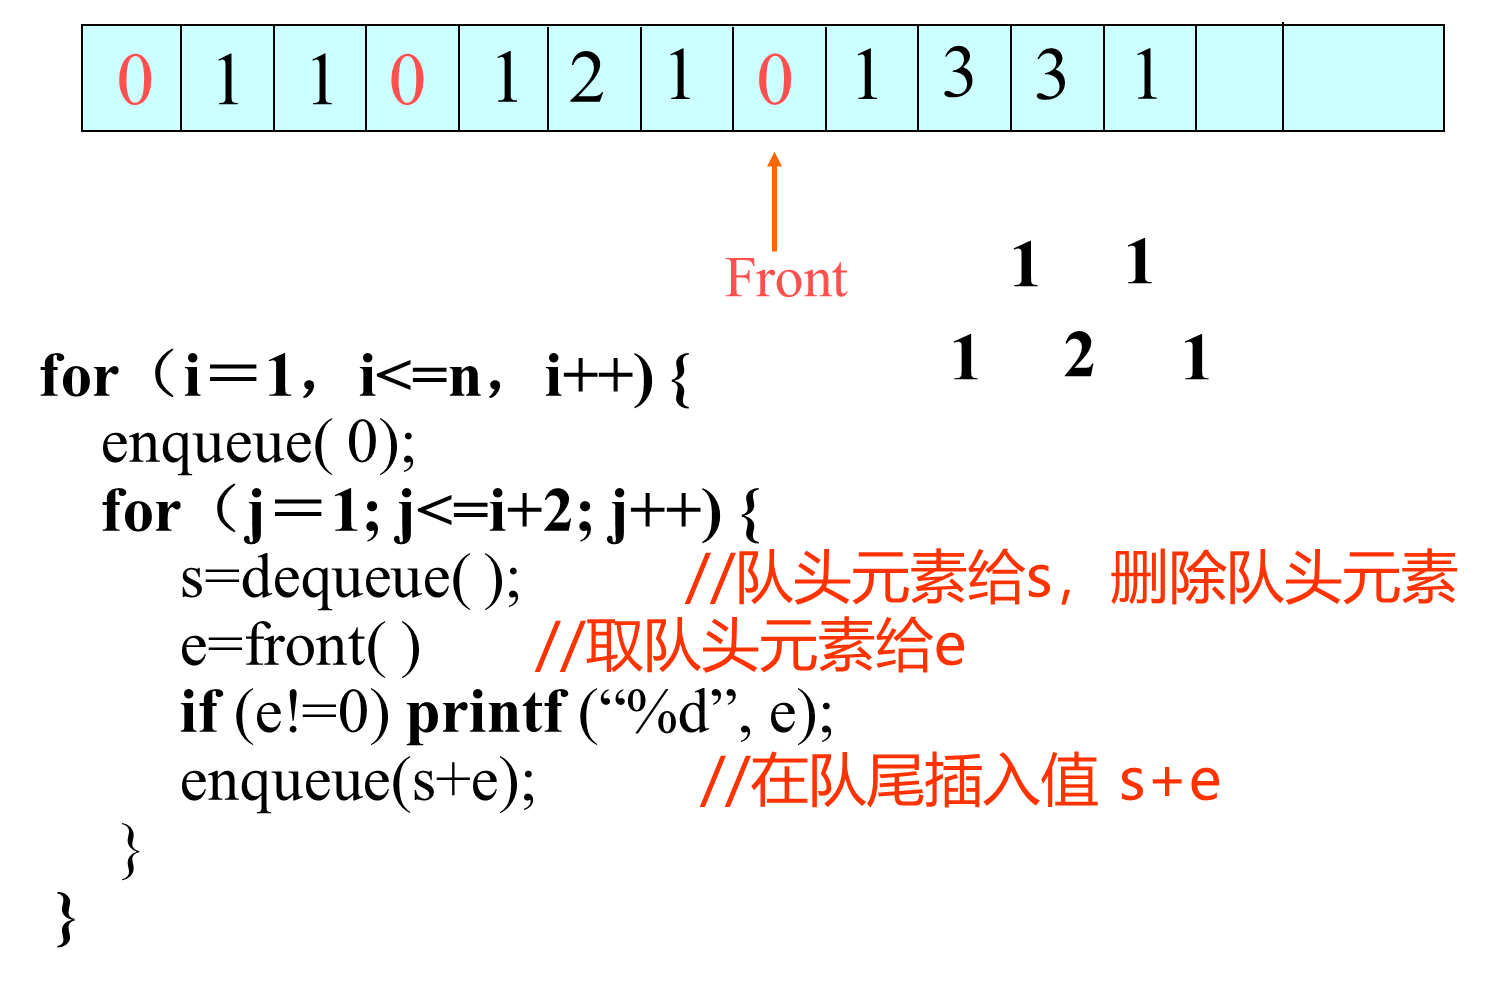 0 1 1 0 1 2 1 0 1 3 3 1
Front
1 1
1 2 1
for（i＝1，i<=n，i++) {
enqueue( 0);
for（j＝1; j<=i+2; j++) {
s=dequeue( ); //队头元素给s，删除队头元素
e=front( ) //取队头元素给e
if (e!=0) printf (“%d”, e);
enqueue(s+e); //在队尾插入值 s+e
}
}